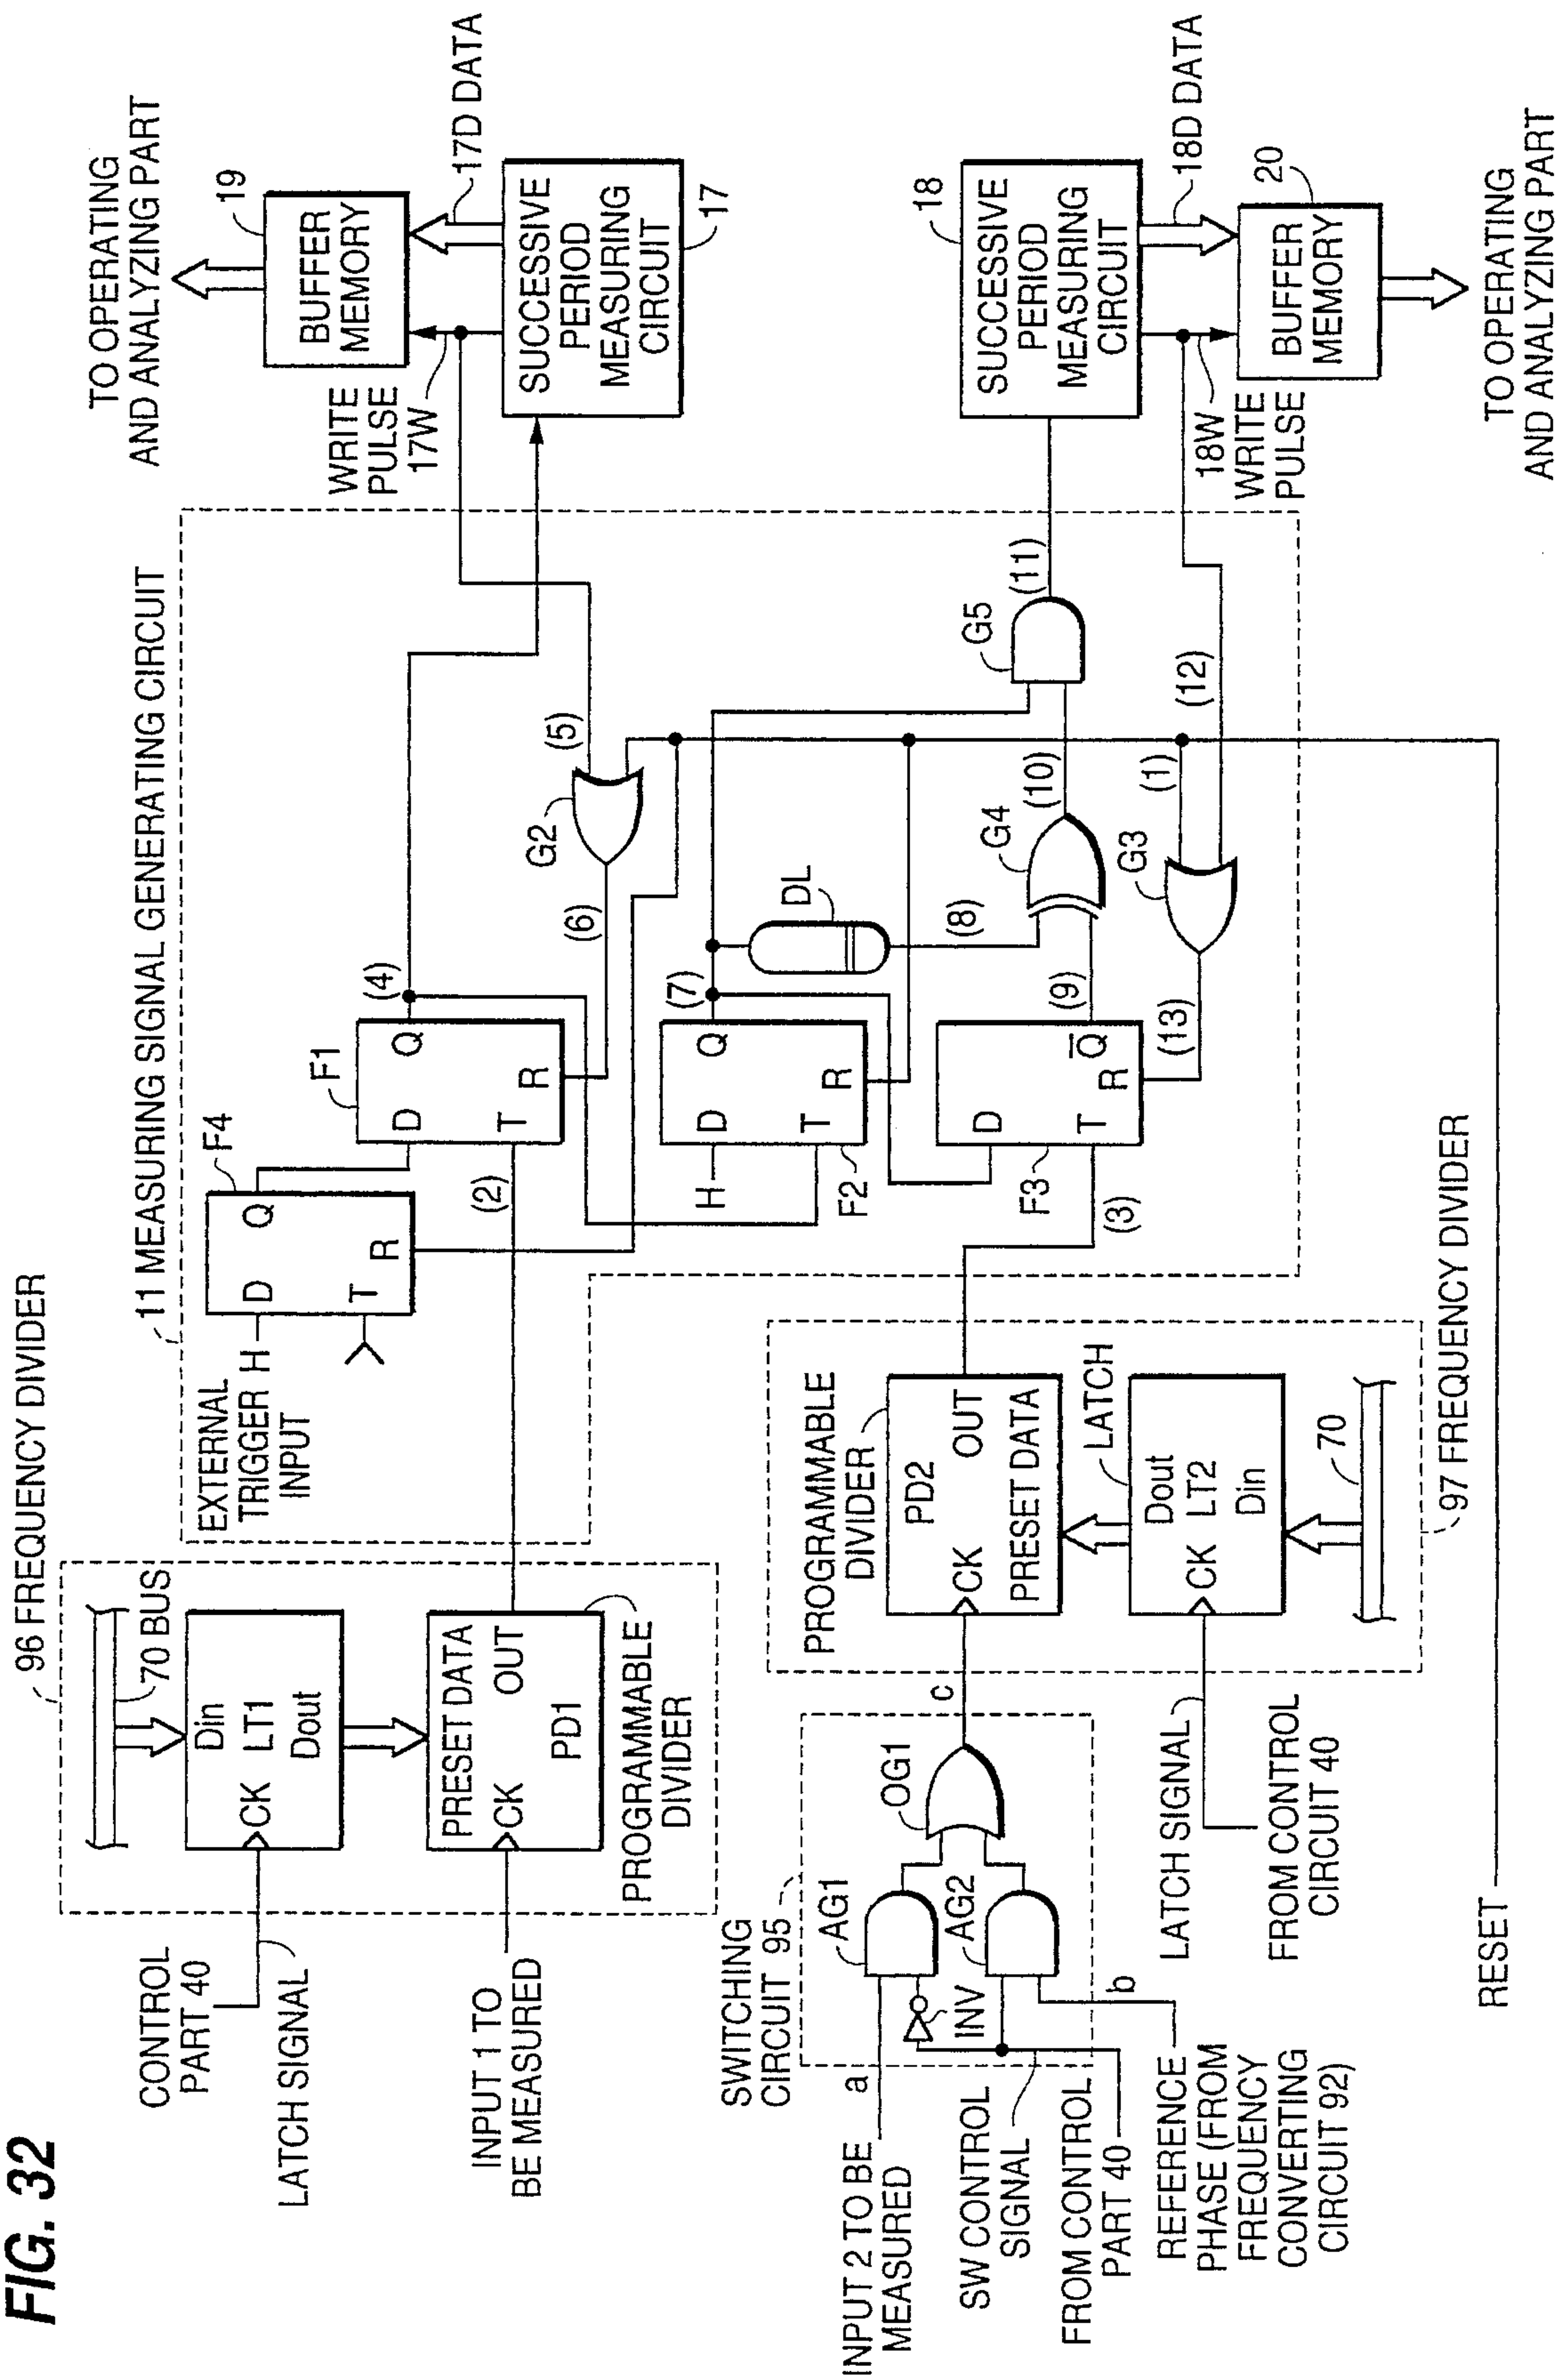 FIG. 32
96 FREQUENCY DIVIDER
70 BUS
CONTROL
PART 40
LATCH SIGNAL
Din
LT1
CK
Dout
PRESET DATA
CK
OUT
PD1
INPUT 1 TO
BE MEASURED
PROGRAMMABLE
DIVIDER
11 MEASURING SIGNAL GENERATING CIRCUIT
EXTERNAL
TRIGGER H
INPUT
F4
D
Q
T
R
F1
D
Q
T
R
(2)
(4)
(5)
(6)
G2
H
D
Q
T
R
F2
(7)
DL
(8)
D
T
Q
R
F3
(3)
(9)
(10)
G4
G5
(11)
(1)
(12)
G3
(13)
TO OPERATING
AND ANALYZING PART
19
BUFFER
MEMORY
WRITE
PULSE
17W
17D DATA
SUCCESSIVE
PERIOD
MEASURING
CIRCUIT
17
18
SUCCESSIVE
PERIOD
MEASURING
CIRCUIT
18D DATA
18W
WRITE
PULSE
20
BUFFER
MEMORY
TO OPERATING
AND ANALYZING PART
SWITCHING
CIRCUIT 95
INPUT 2 TO BE
MEASURED
a
AG1
INV
AG2
OG1
b
c
SW CONTROL
SIGNAL
FROM CONTROL
PART 40
REFERENCE
PHASE (FROM
FREQUENCY
CONVERTING
CIRCUIT 92)
PROGRAMMABLE
DIVIDER
PD2
CK
OUT
PRESET DATA
LATCH
Dout
CK LT2
Din
70
97 FREQUENCY DIVIDER
LATCH SIGNAL
FROM CONTROL
CIRCUIT 40
RESET